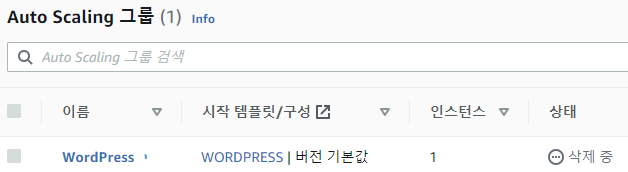 Auto Scaling 그룹 (1) Info
Auto Scaling 그룹 검색
이름 시작 템플릿/구성 인스턴스 상태
WordPress WORDPRESS | 버전 기본값 1 삭제 중